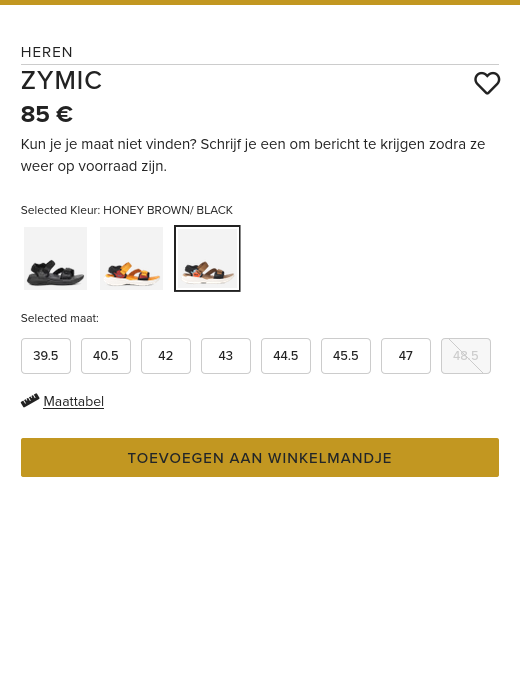 HEREN
ZYMIC
85 €
Kun je je maat niet vinden? Schrijf je een om bericht te krijgen zodra ze
weer op voorraad zijn.
Selected Kleur: HONEY BROWN/ BLACK
Selected maat:
39.5 40.5 42 43 44.5 45.5 47 48.5
Maattabel
TOEVOEGEN AAN WINKELMANDJE